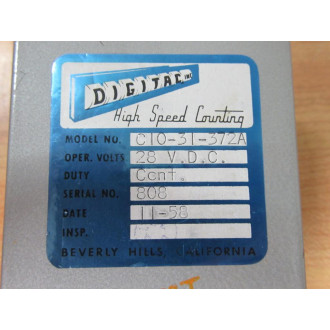 DIGITAC INC
High Speed Counting
MODEL NO. C10-31-372A
OPER. VOLTS 28 V.D.C.
DUTY Cont.
SERIAL NO. 808
DATE 11-58
INSP.
BEVERLY HILLS, CALIFORNIA